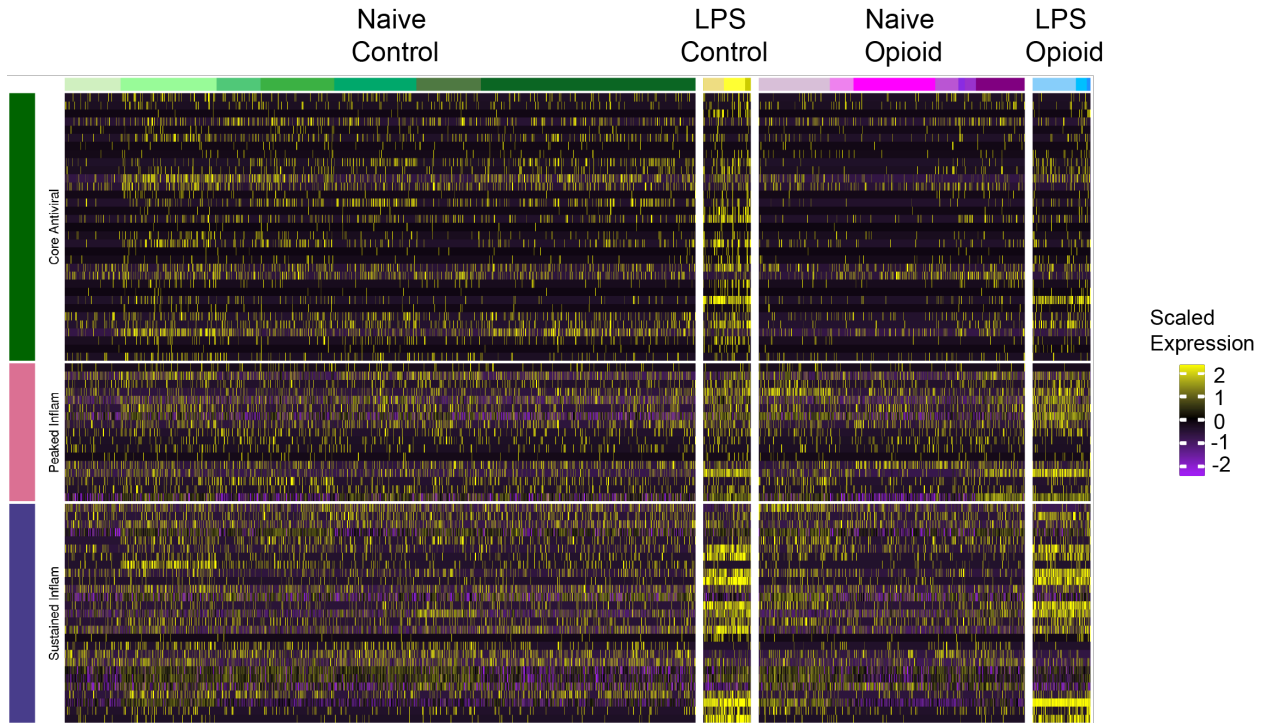 Naive
Control
LPS
Control
Naive
Opioid
LPS
Opioid
Core Antiviral
Peaked Inflam
Sustained Inflam
Scaled
Expression
2
1
0
-1
-2